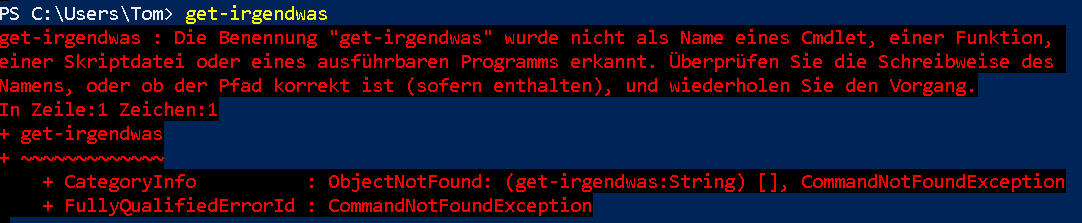 PS C:\Users\Tom> get-irgendwas
get-irgendwas : Die Benennung "get-irgendwas" wurde nicht als Name eines Cmdlet, einer Funktion,
einer Skriptdatei oder eines ausführbaren Programms erkannt. Überprüfen Sie die Schreibweise des
Namens, oder ob der Pfad korrekt ist (sofern enthalten), und wiederholen Sie den Vorgang.
In Zeile:1 Zeichen:1
+ get-irgendwas
+ ~~~~~~~~~~~~~
    + CategoryInfo          : ObjectNotFound: (get-irgendwas:String) [], CommandNotFoundException
    + FullyQualifiedErrorId : CommandNotFoundException